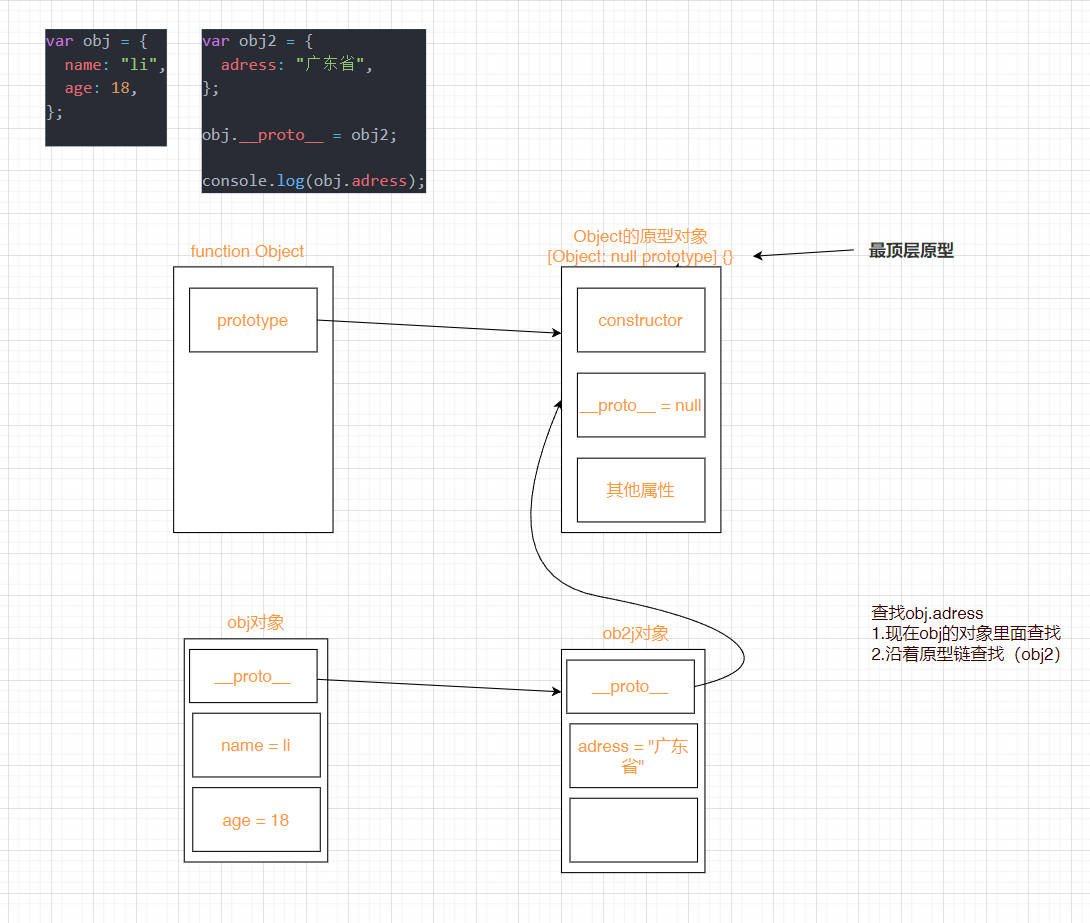 var obj = {
  name: "li",
  age: 18,
};
var obj2 = {
  adress: "广东省",
};
obj.__proto__ = obj2;
console.log(obj.adress);
function Object
prototype
Object的原型对象
[Object: null prototype] {}
最顶层原型
constructor
__proto__ = null
其他属性
obj对象
__proto__
name = li
age = 18
ob2j对象
__proto__
adress = "广东
省"
查找obj.adress
1.现在obj的对象里面查找
2.沿着原型链查找（obj2）